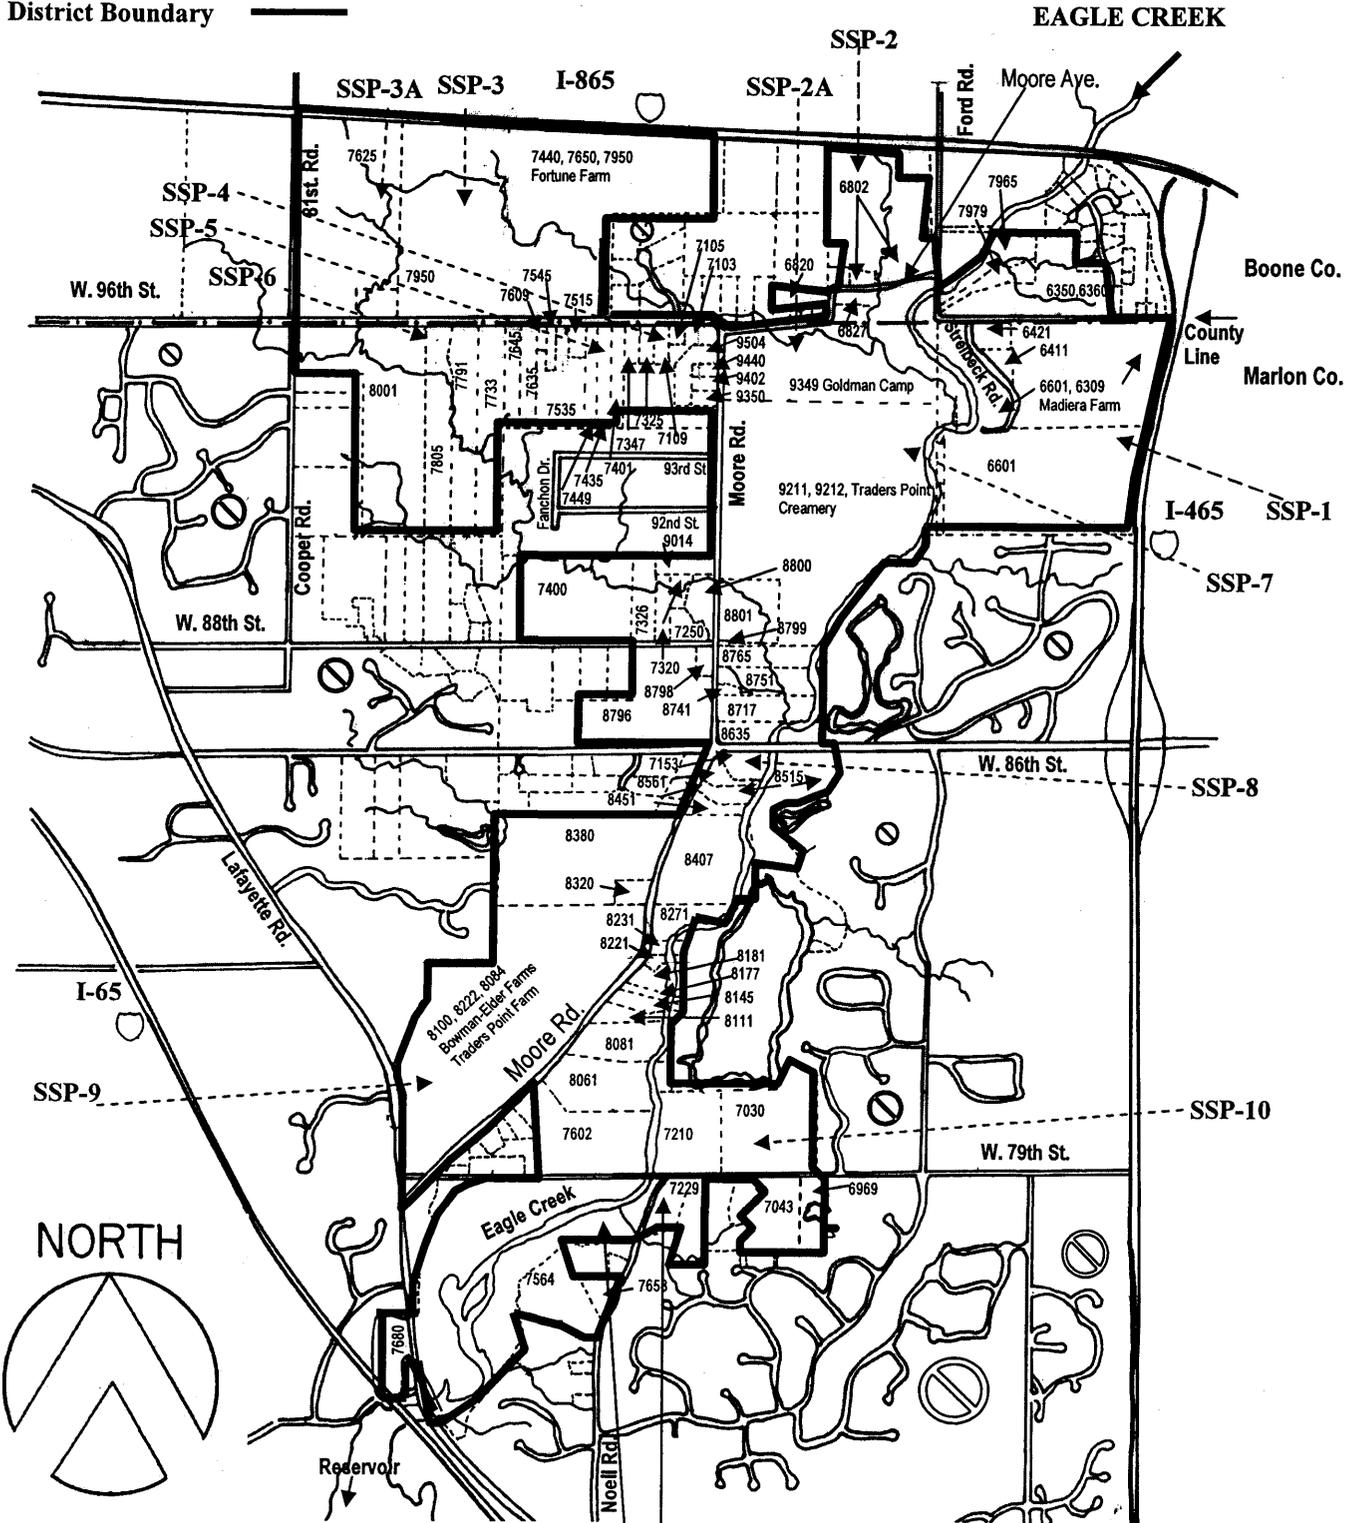 District Boundary
EAGLE CREEK
SSP-2
SSP-3A
SSP-3
I-865
SSP-2A
Ford Rd.
Moore Ave.
81st. Rd.
7625
7440, 7650, 7950
Fortune Farm
6802
7965
SSP-4
7979
SSP-5
7105
7103
6820
Boone Co.
SSP-6
7950
7545
7609
7515
6350,6360
W. 96th St.
6827
6421
County
Line
Streibeck Rd.
6411
7645
9504
9440
9402
9350
8001
7791
7733
7635
9349 Goldman Camp
6601, 6309
Madiera Farm
Marion Co.
7535
7325
7347
7109
7805
7401
93rd St
Moore Rd.
6601
7435
7449
Fanchon Dr.
9211, 9212, Traders Point
Creamery
I-465
SSP-1
92nd St.
9014
Cooper Rd.
SSP-7
7400
8800
7326
8801
W. 88th St.
7250
8799
7320
8765
8798
8751
8741
8717
8796
8635
7153
W. 86th St.
8561
8515
SSP-8
8451
8380
8407
Lafayette Rd.
8320
8271
8231
8221
8181
8177
I-65
8100, 8222, 8084
Bowman-Elder Farms
Traders Point Farm
8145
8111
Moore Rd.
8081
SSP-9
8061
7030
SSP-10
7602
7210
W. 79th St.
7229
6969
7043
Eagle Creek
NORTH
7564
7653
7680
Reservoir
Noell Rd.